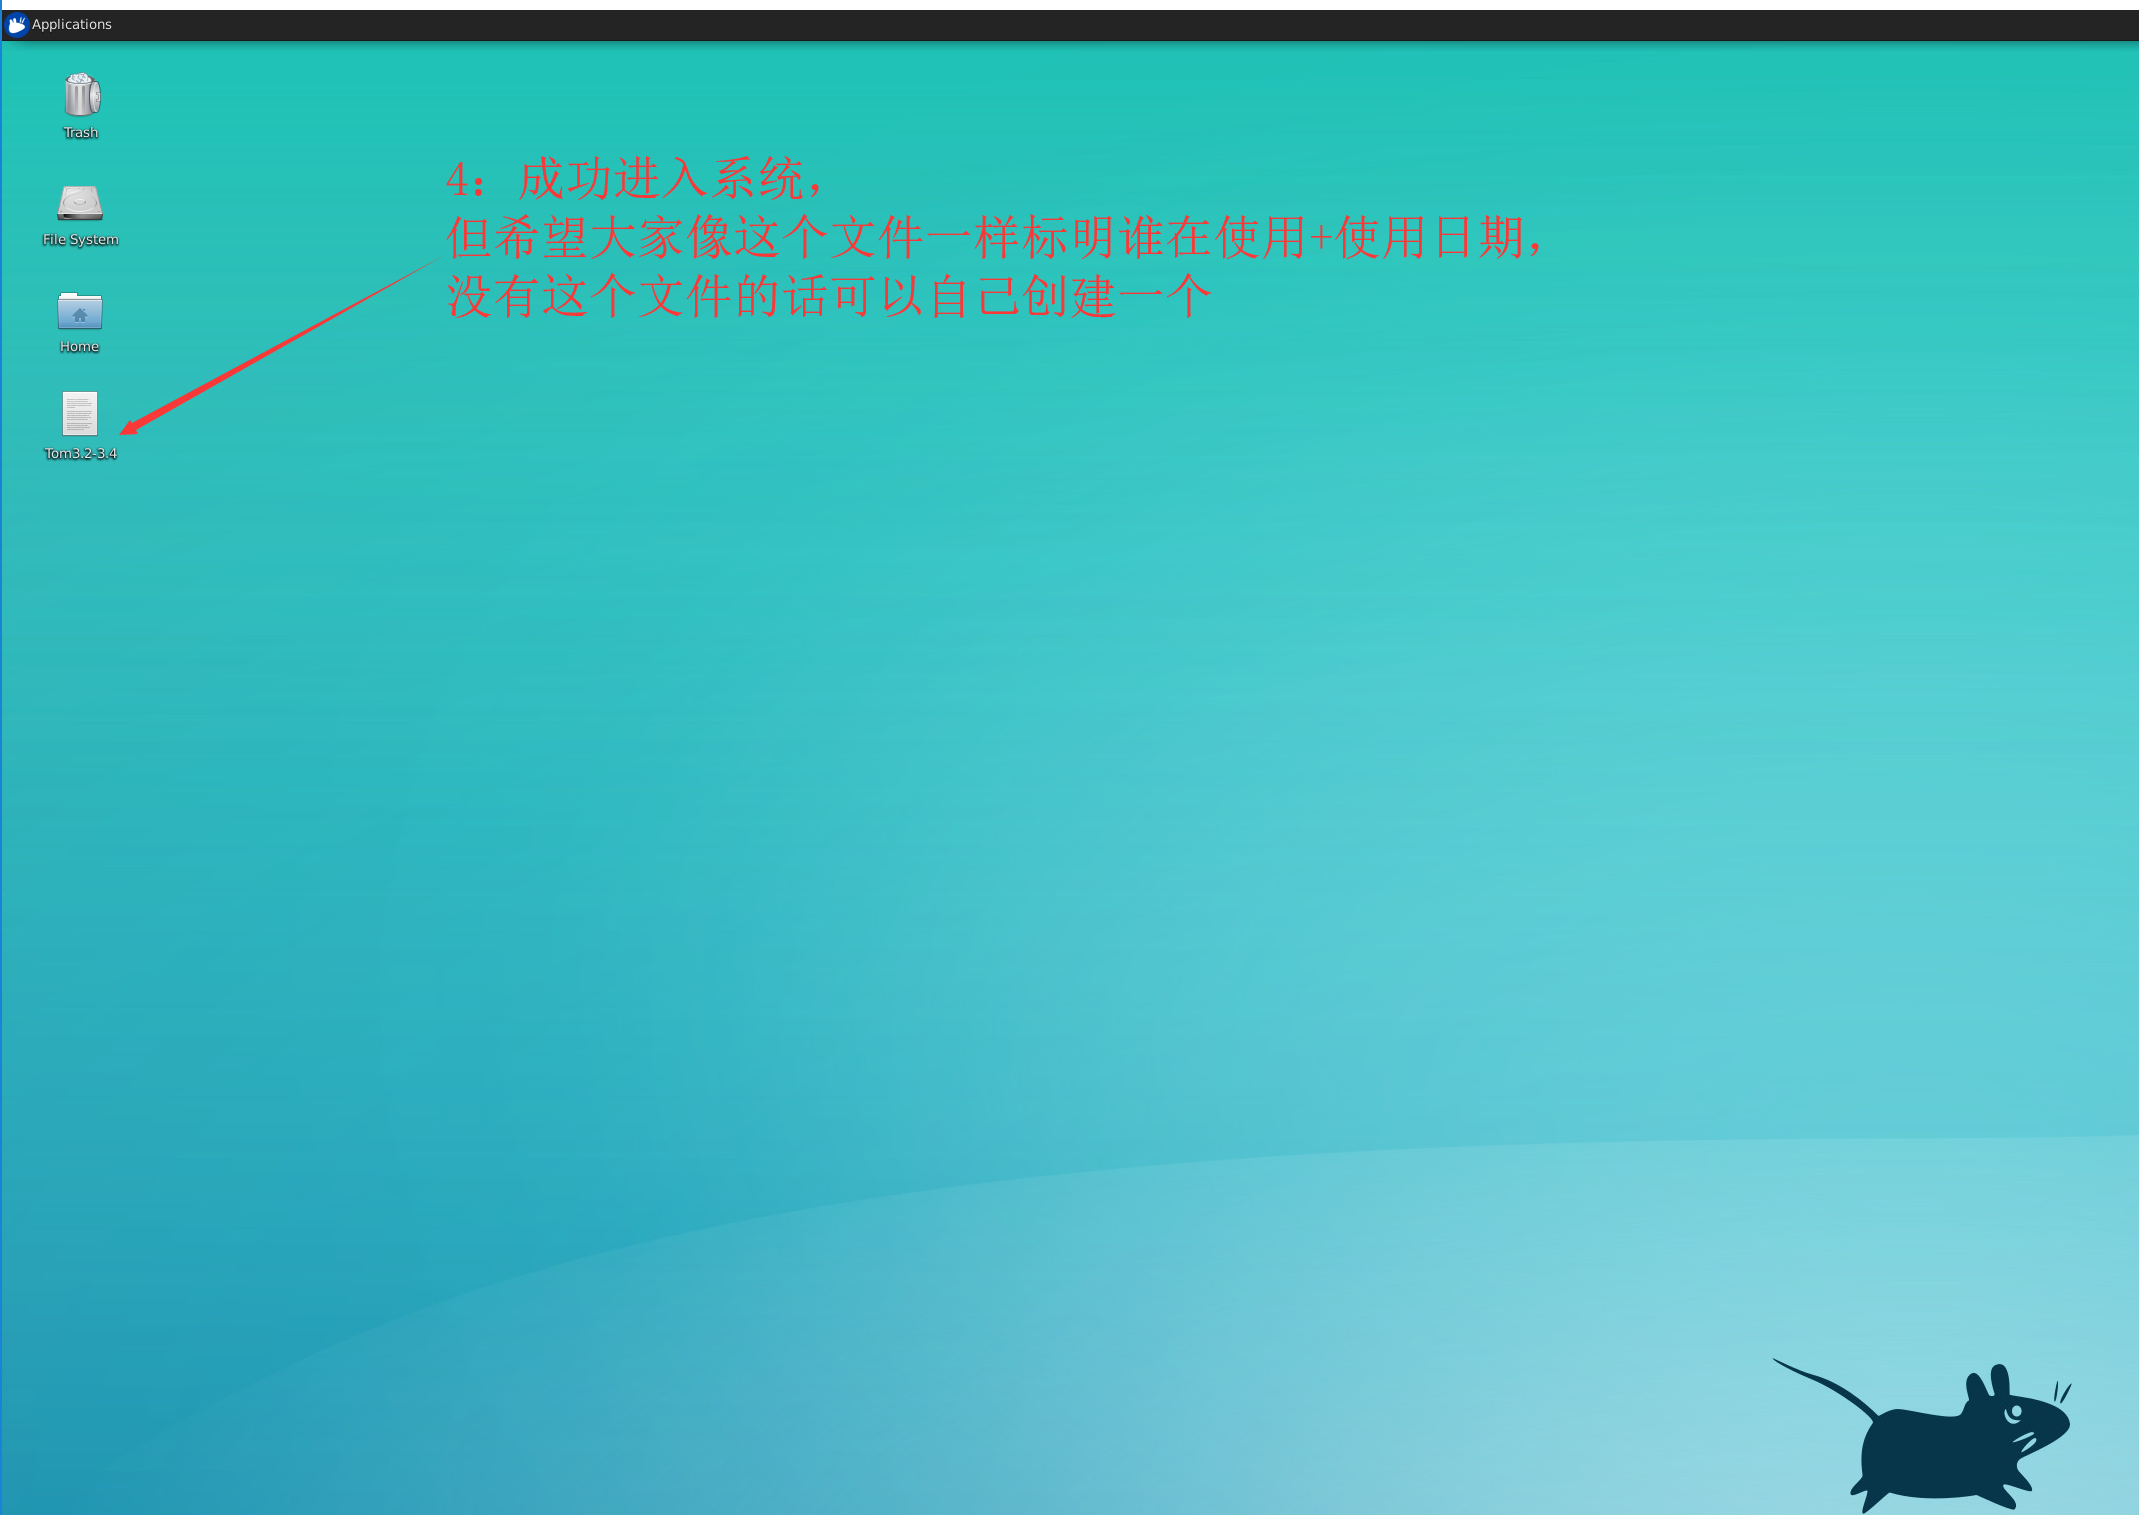 Applications
Trash
File System
Home
Tom3.2-3.4
4：成功进入系统，
但希望大家像这个文件一样标明谁在使用+使用日期，
没有这个文件的话可以自己创建一个